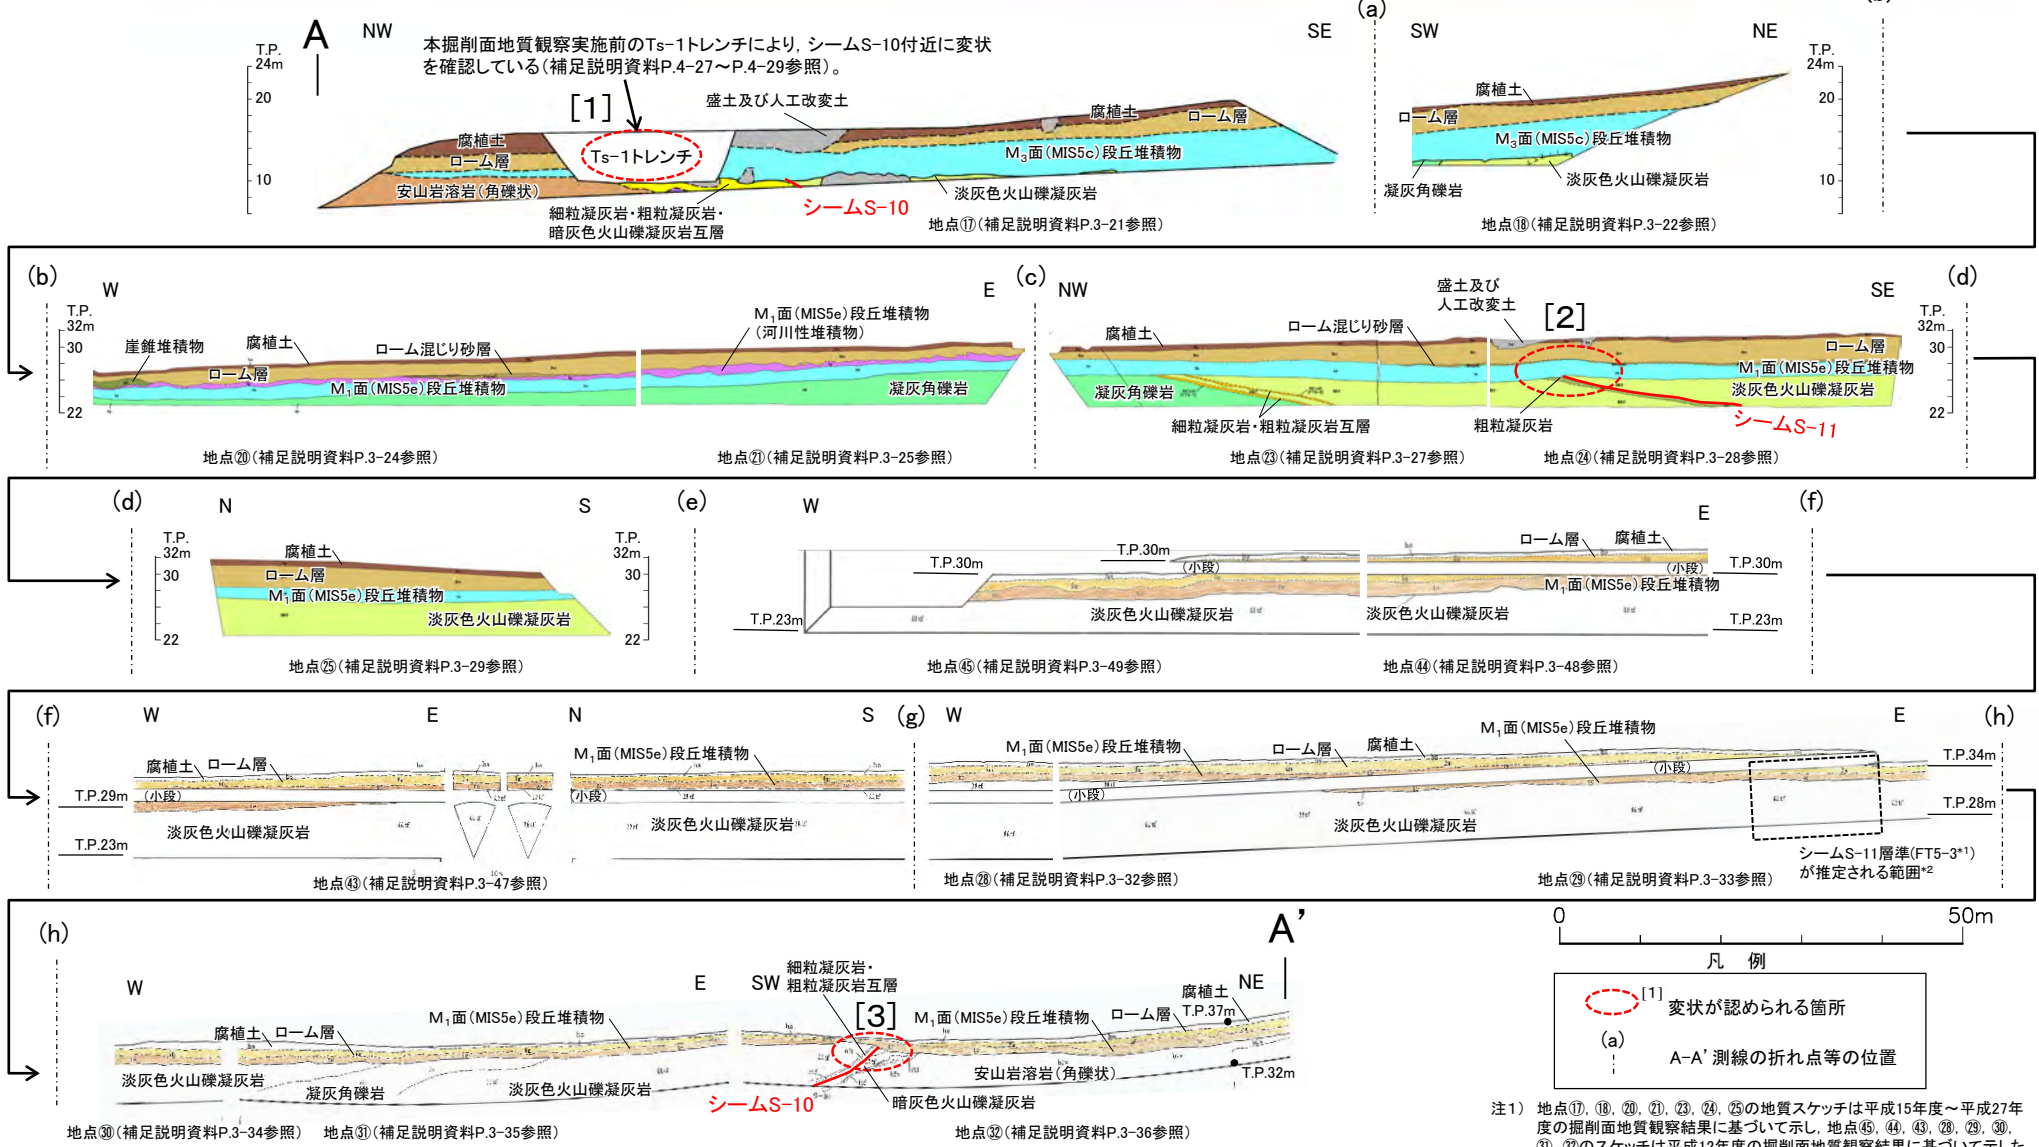 A
NW
本掘削面地質観察実施前のTs-1トレンチにより，シームS-10付近に変状
を確認している（補足説明資料P.4-27～P.4-29参照）。
SE
(a)
SW
NE
T.P.
24m
20
10
[1]
盛土及び人工改変土
腐植土
ローム層
Ts-1トレンチ
安山岩溶岩（角礫状）
腐植土
ローム層
M₃面（MIS5c）段丘堆積物
細粒凝灰岩・粗粒凝灰岩・
暗灰色火山礫凝灰岩互層
シームS-10
淡灰色火山礫凝灰岩
地点⑰（補足説明資料P.3-21参照）
腐植土
ローム層
M₃面（MIS5c）段丘堆積物
凝灰角礫岩
淡灰色火山礫凝灰岩
地点⑱（補足説明資料P.3-22参照）
T.P.
24m
20
10
(b)
W
E
T.P.
32m
30
22
崖錐堆積物
腐植土
ローム層
ローム混じり砂層
M₁面（MIS5e）段丘堆積物
M₁面（MIS5e）段丘堆積物
（河川性堆積物）
凝灰角礫岩
地点⑳（補足説明資料P.3-24参照）
地点㉑（補足説明資料P.3-25参照）
(c)
NW
SE
(d)
腐植土
ローム混じり砂層
盛土及び
人工改変土
[2]
ローム層
M₁面（MIS5e）段丘堆積物
淡灰色火山礫凝灰岩
凝灰角礫岩
細粒凝灰岩・粗粒凝灰岩互層
粗粒凝灰岩
シームS-11
T.P.
32m
30
22
地点㉓（補足説明資料P.3-27参照）
地点㉔（補足説明資料P.3-28参照）
(d)
N
S
T.P.
32m
30
22
腐植土
ローム層
M₁面（MIS5e）段丘堆積物
淡灰色火山礫凝灰岩
T.P.
32m
30
22
地点㉕（補足説明資料P.3-29参照）
(e)
W
E
(f)
T.P.30m
T.P.30m
（小段）
T.P.23m
淡灰色火山礫凝灰岩
ローム層
腐植土
（小段）
T.P.30m
M₁面（MIS5e）段丘堆積物
淡灰色火山礫凝灰岩
T.P.23m
地点㊺（補足説明資料P.3-49参照）
地点㊹（補足説明資料P.3-48参照）
(f)
W
E
N
S
腐植土
ローム層
T.P.29m
（小段）
淡灰色火山礫凝灰岩
T.P.23m
M₁面（MIS5e）段丘堆積物
（小段）
淡灰色火山礫凝灰岩
地点㊸（補足説明資料P.3-47参照）
(g)
W
E
(h)
M₁面（MIS5e）段丘堆積物
ローム層
腐植土
M₁面（MIS5e）段丘堆積物
（小段）
（小段）
淡灰色火山礫凝灰岩
T.P.34m
T.P.28m
シームS-11層準(FT5-3*1)
が推定される範囲*2
地点㉘（補足説明資料P.3-32参照）
地点㉙（補足説明資料P.3-33参照）
(h)
W
E
SW
NE
A’
腐植土
ローム層
M₁面（MIS5e）段丘堆積物
淡灰色火山礫凝灰岩
凝灰角礫岩
淡灰色火山礫凝灰岩
細粒凝灰岩・
粗粒凝灰岩互層
[3]
M₁面（MIS5e）段丘堆積物
ローム層
腐植土
T.P.37m
T.P.32m
安山岩溶岩（角礫状）
シームS-10
暗灰色火山礫凝灰岩
地点㉚（補足説明資料P.3-34参照）
地点㉛（補足説明資料P.3-35参照）
地点㉜（補足説明資料P.3-36参照）
0
50m
凡　例
[1]
変状が認められる箇所
(a)
A-A’測線の折れ点等の位置
注1）　地点⑰，⑱，⑳，㉑，㉓，㉔，㉕の地質スケッチは平成15年度～平成27年
度の掘削面地質観察結果に基づいて示し，地点㊺，㊹，㊸，㉘，㉙，㉚，
㉛，㉜のスケッチは平成12年度の掘削面地質観察結果に基づいて示した